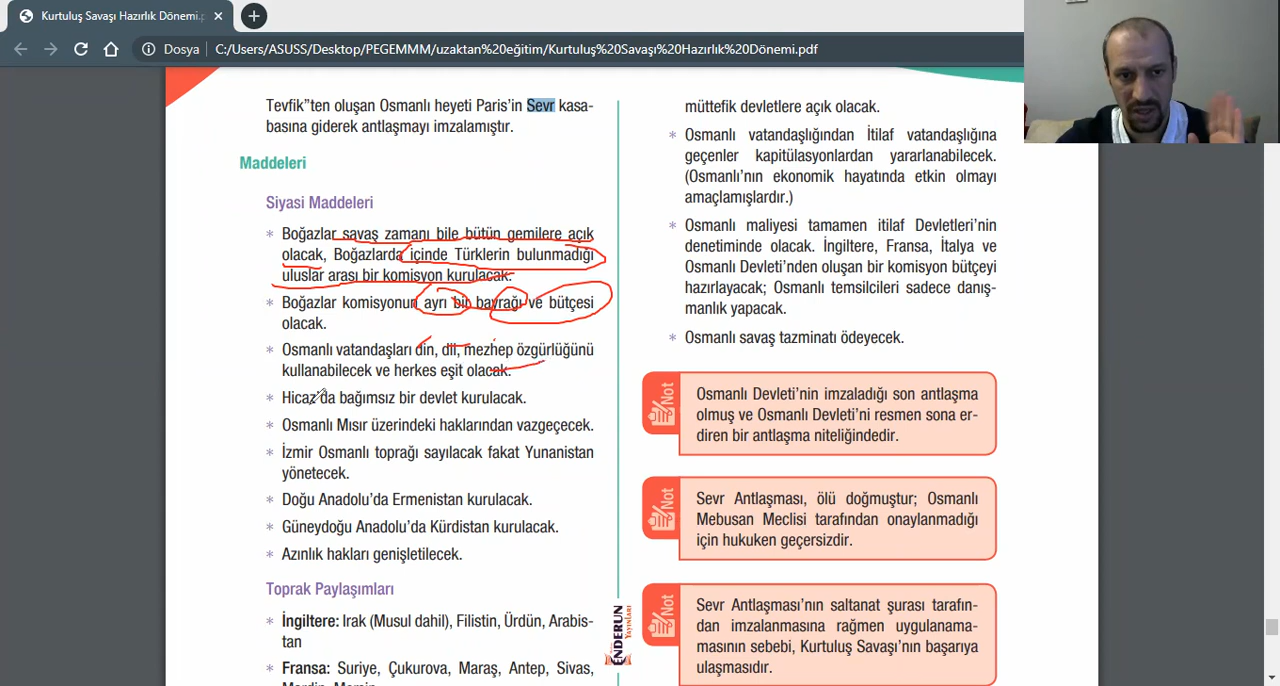 Kurtuluş Savaşı Hazırlık Dönemi.p
Dosya
C:/Users/ASUSS/Desktop/PEGEMMM/uzaktan%20eğitim/Kurtuluş%20Savaşı%20Hazırlık%20Dönemi.pdf
Tevfik”ten oluşan Osmanlı heyeti Paris’in Sevr kasa-
basına giderek antlaşmayı imzalamıştır.
Maddeleri
Siyasi Maddeleri
* Boğazlar savaş zamanı bile bütün gemilere açık
olacak, Boğazlarda içinde Türklerin bulunmadığı
uluslar arası bir komisyon kurulacak.
* Boğazlar komisyonun ayrı bir bayrağı ve bütçesi
olacak.
* Osmanlı vatandaşları din, dil, mezhep özgürlüğünü
kullanabilecek ve herkes eşit olacak.
* Hicaz’da bağımsız bir devlet kurulacak.
* Osmanlı Mısır üzerindeki haklarından vazgeçecek.
* İzmir Osmanlı toprağı sayılacak fakat Yunanistan
yönetecek.
* Doğu Anadolu’da Ermenistan kurulacak.
* Güneydoğu Anadolu’da Kürdistan kurulacak.
* Azınlık hakları genişletilecek.
Toprak Paylaşımları
* İngiltere: Irak (Musul dahil), Filistin, Ürdün, Arabis-
tan
* Fransa: Suriye, Çukurova, Maraş, Antep, Sivas,
Mardin, Mersin
ENDERUN
Yayınları
müttefik devletlere açık olacak.
* Osmanlı vatandaşlığından İtilaf vatandaşlığına
geçenler kapitülasyonlardan yararlanabilecek.
(Osmanlı’nın ekonomik hayatında etkin olmayı
amaçlamışlardır.)
* Osmanlı maliyesi tamamen itilaf Devletleri’nin
denetiminde olacak. İngiltere, Fransa, İtalya ve
Osmanlı Devleti’nden oluşan bir komisyon bütçeyi
hazırlayacak; Osmanlı temsilcileri sadece danış-
manlık yapacak.
* Osmanlı savaş tazminatı ödeyecek.
Not
Osmanlı Devleti’nin imzaladığı son antlaşma
olmuş ve Osmanlı Devleti’ni resmen sona er-
diren bir antlaşma niteliğindedir.
Not
Sevr Antlaşması, ölü doğmuştur; Osmanlı
Mebusan Meclisi tarafından onaylanmadığı
için hukuken geçersizdir.
Not
Sevr Antlaşması’nın saltanat şurası tarafın-
dan imzalanmasına rağmen uygulanama-
masının sebebi, Kurtuluş Savaşı’nın başarıya
ulaşmasıdır.